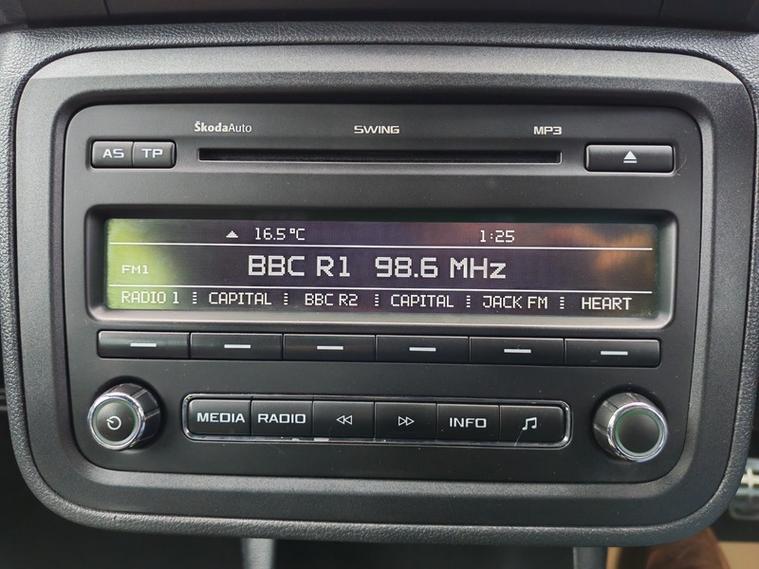 ŠkodaAuto SWING MP3
AS TP
16.5°C 1:25
FM1 BBC R1 98.6 MHz
RADIO 1 CAPITAL BBC R2 CAPITAL JACK FM HEART
MEDIA RADIO INFO